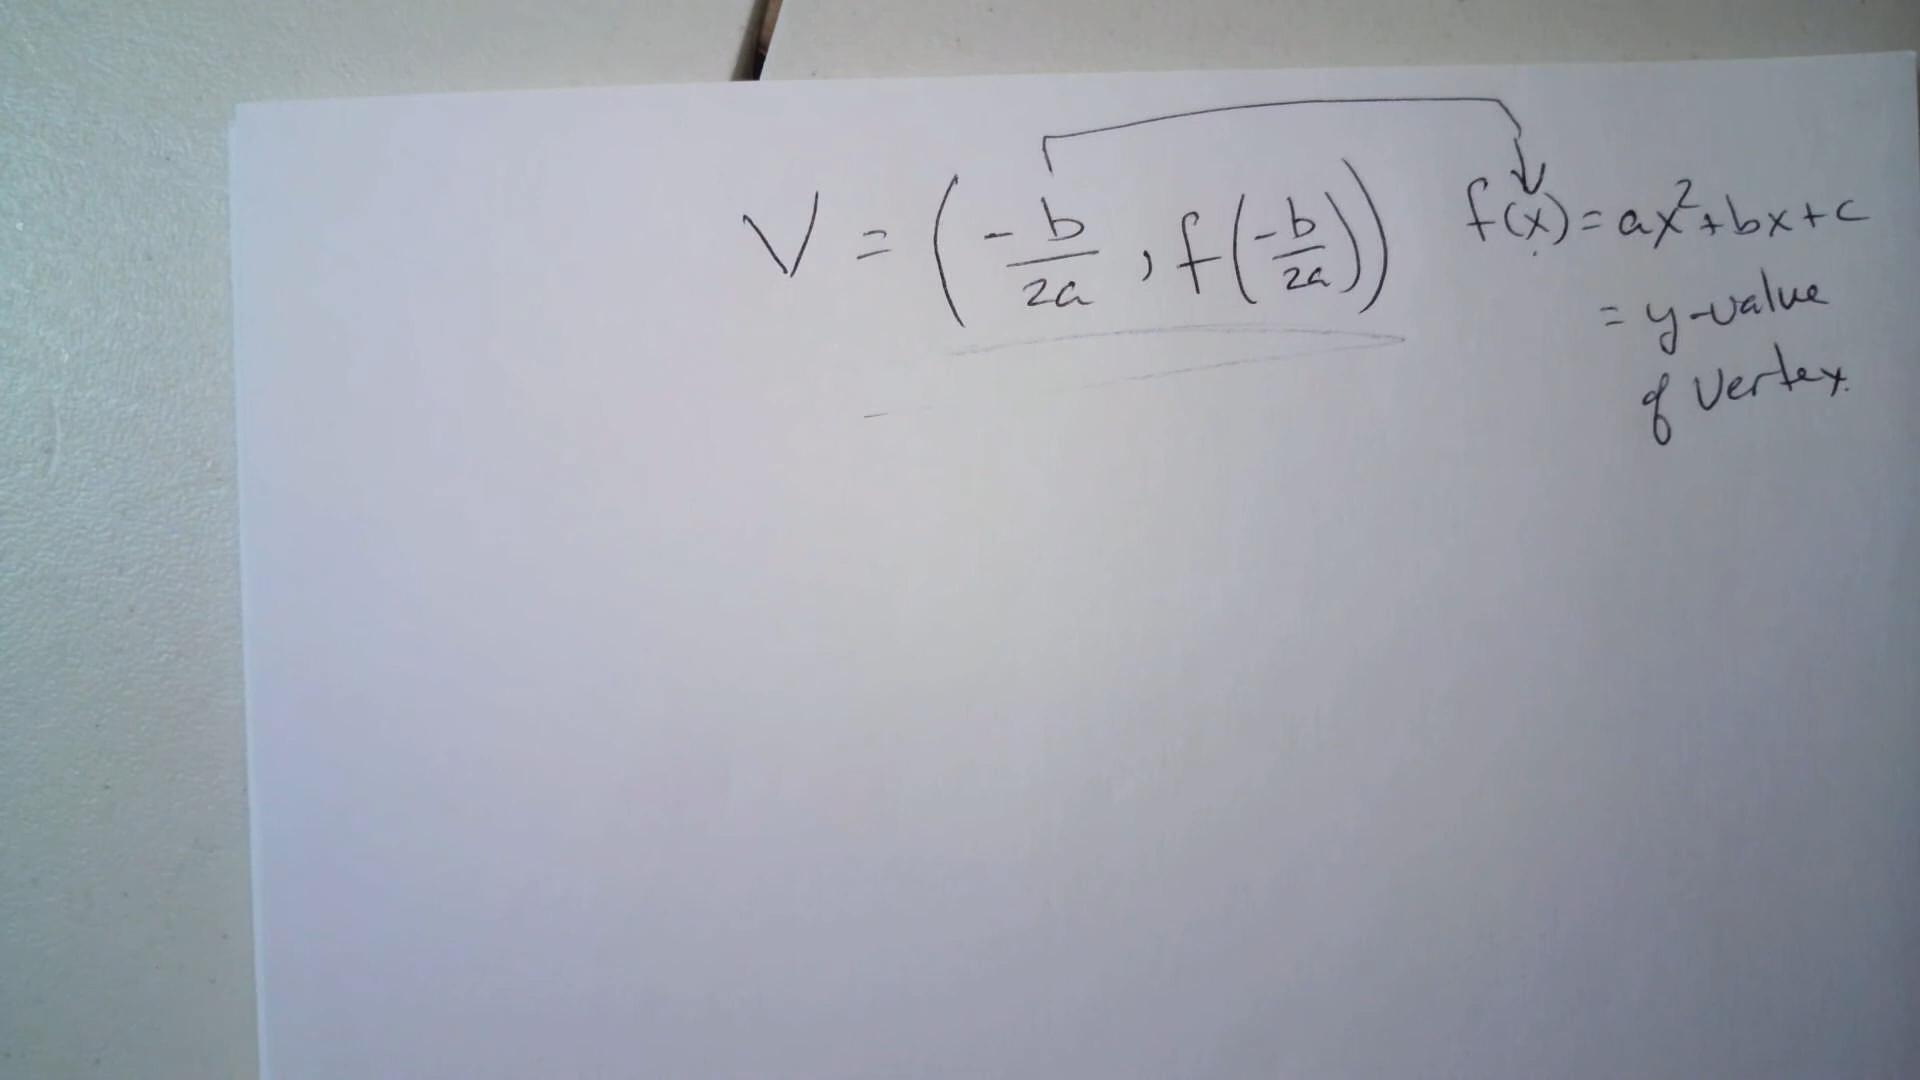 V = (-b/2a, f(-b/2a)) f(x) = ax²+bx+c
= y-value
of Vertex.